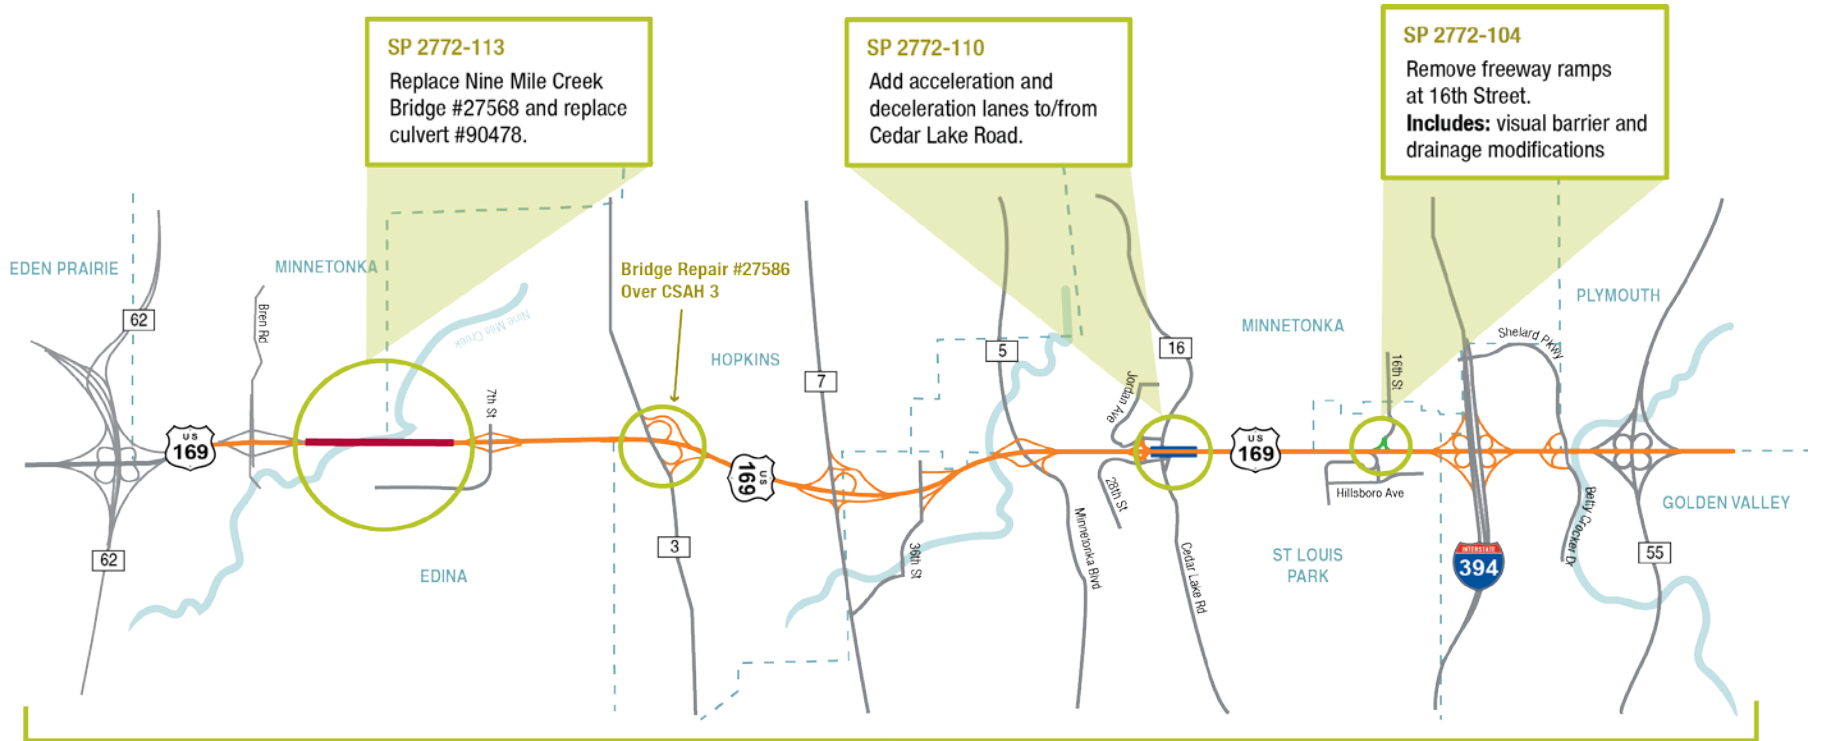 SP 2772-113
Replace Nine Mile Creek
Bridge #27568 and replace
culvert #90478.
SP 2772-110
Add acceleration and
deceleration lanes to/from
Cedar Lake Road.
SP 2772-104
Remove freeway ramps
at 16th Street.
Includes: visual barrier and
drainage modifications
EDEN PRAIRIE
MINNETONKA
Bridge Repair #27586
Over CSAH 3
HOPKINS
MINNETONKA
PLYMOUTH
62
Bren Rd
Nine Mile Creek
7th St
7
5
Jordan Ave
16
16th St
Shelard Pkwy
US
169
US
169
US
169
28th St
Hillsboro Ave
Betty Crocker Dr
GOLDEN VALLEY
62
EDINA
3
36th St
Minnetonka Blvd
Cedar Lake Rd
ST LOUIS
PARK
INTERSTATE
394
55